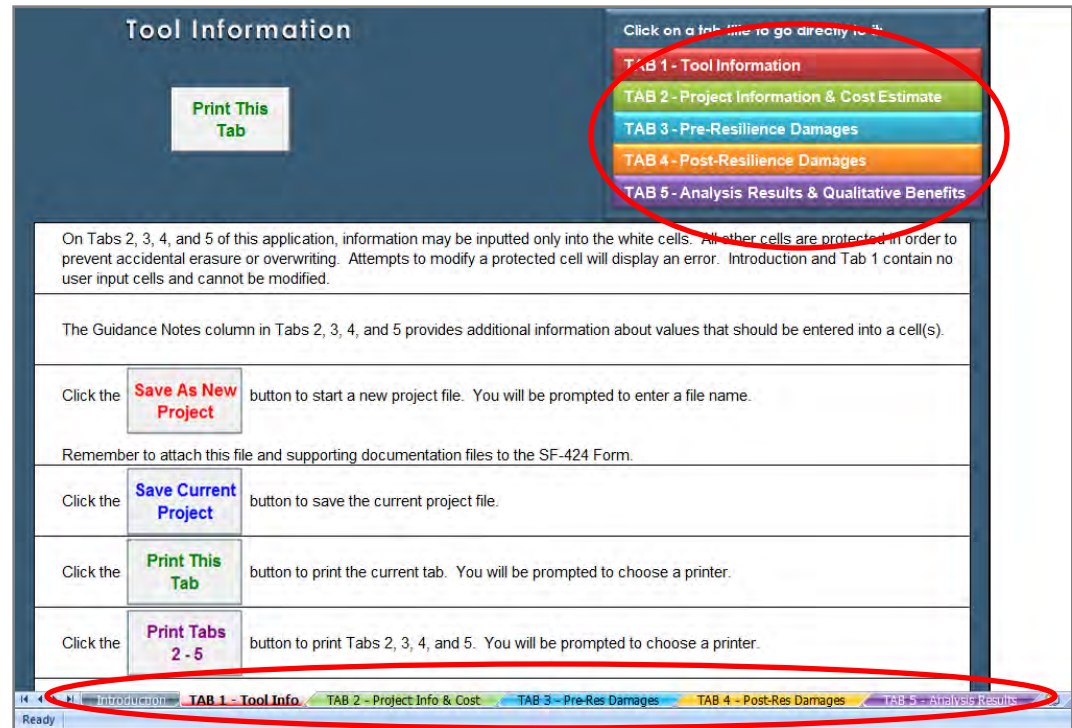 Tool Information
Click on a tab title to go directly to it:
TAB 1 - Tool Information
TAB 2 - Project Information & Cost Estimate
TAB 3 - Pre-Resilience Damages
TAB 4 - Post-Resilience Damages
TAB 5 - Analysis Results & Qualitative Benefits
Print This
Tab
On Tabs 2, 3, 4, and 5 of this application, information may be inputted only into the white cells. All other cells are protected in order to
prevent accidental erasure or overwriting. Attempts to modify a protected cell will display an error. Introduction and Tab 1 contain no
user input cells and cannot be modified.
The Guidance Notes column in Tabs 2, 3, 4, and 5 provides additional information about values that should be entered into a cell(s).
Click the Save As New Project button to start a new project file. You will be prompted to enter a file name.
Remember to attach this file and supporting documentation files to the SF-424 Form.
Click the Save Current Project button to save the current project file.
Click the Print This Tab button to print the current tab. You will be prompted to choose a printer.
Click the Print Tabs 2 - 5 button to print Tabs 2, 3, 4, and 5. You will be prompted to choose a printer.
Introduction TAB 1 - Tool Info TAB 2 - Project Info & Cost TAB 3 - Pre-Res Damages TAB 4 - Post-Res Damages TAB 5 - Analysis Results
Ready